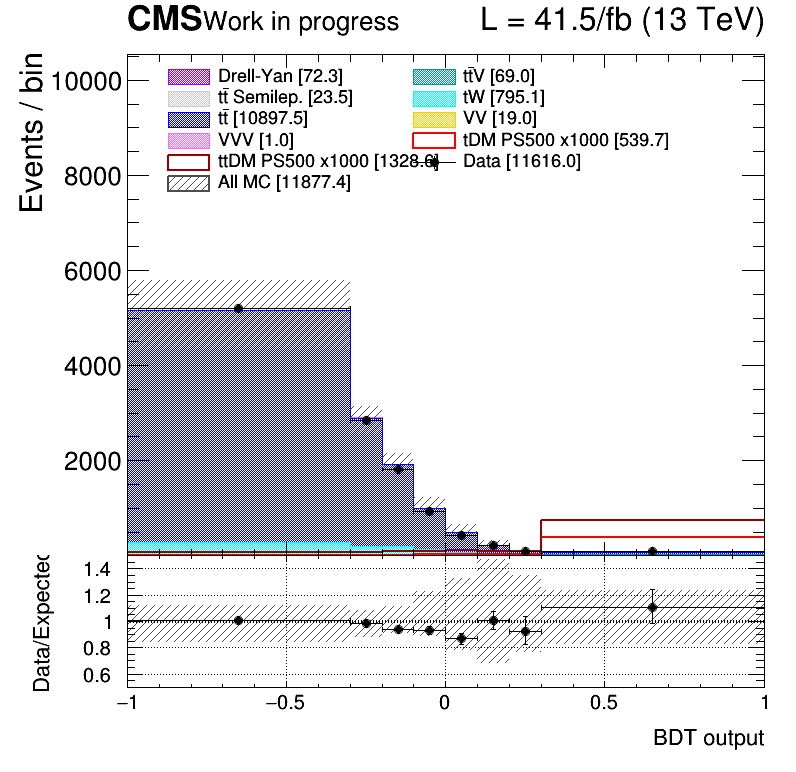 CMS Work in progress L = 41.5/fb (13 TeV)
Events / bin
10000
8000
6000
4000
2000
Drell-Yan [72.3] tt̄V [69.0]
tt̄ Semilep. [23.5] tW [795.1]
tt̄ [10897.5] VV [19.0]
VVV [1.0] tDM PS500 x1000 [539.7]
ttDM PS500 x1000 [1328.6] Data [11616.0]
All MC [11877.4]
Data/Expected
1.4
1.2
1
0.8
0.6
−1 −0.5 0 0.5 1
BDT output